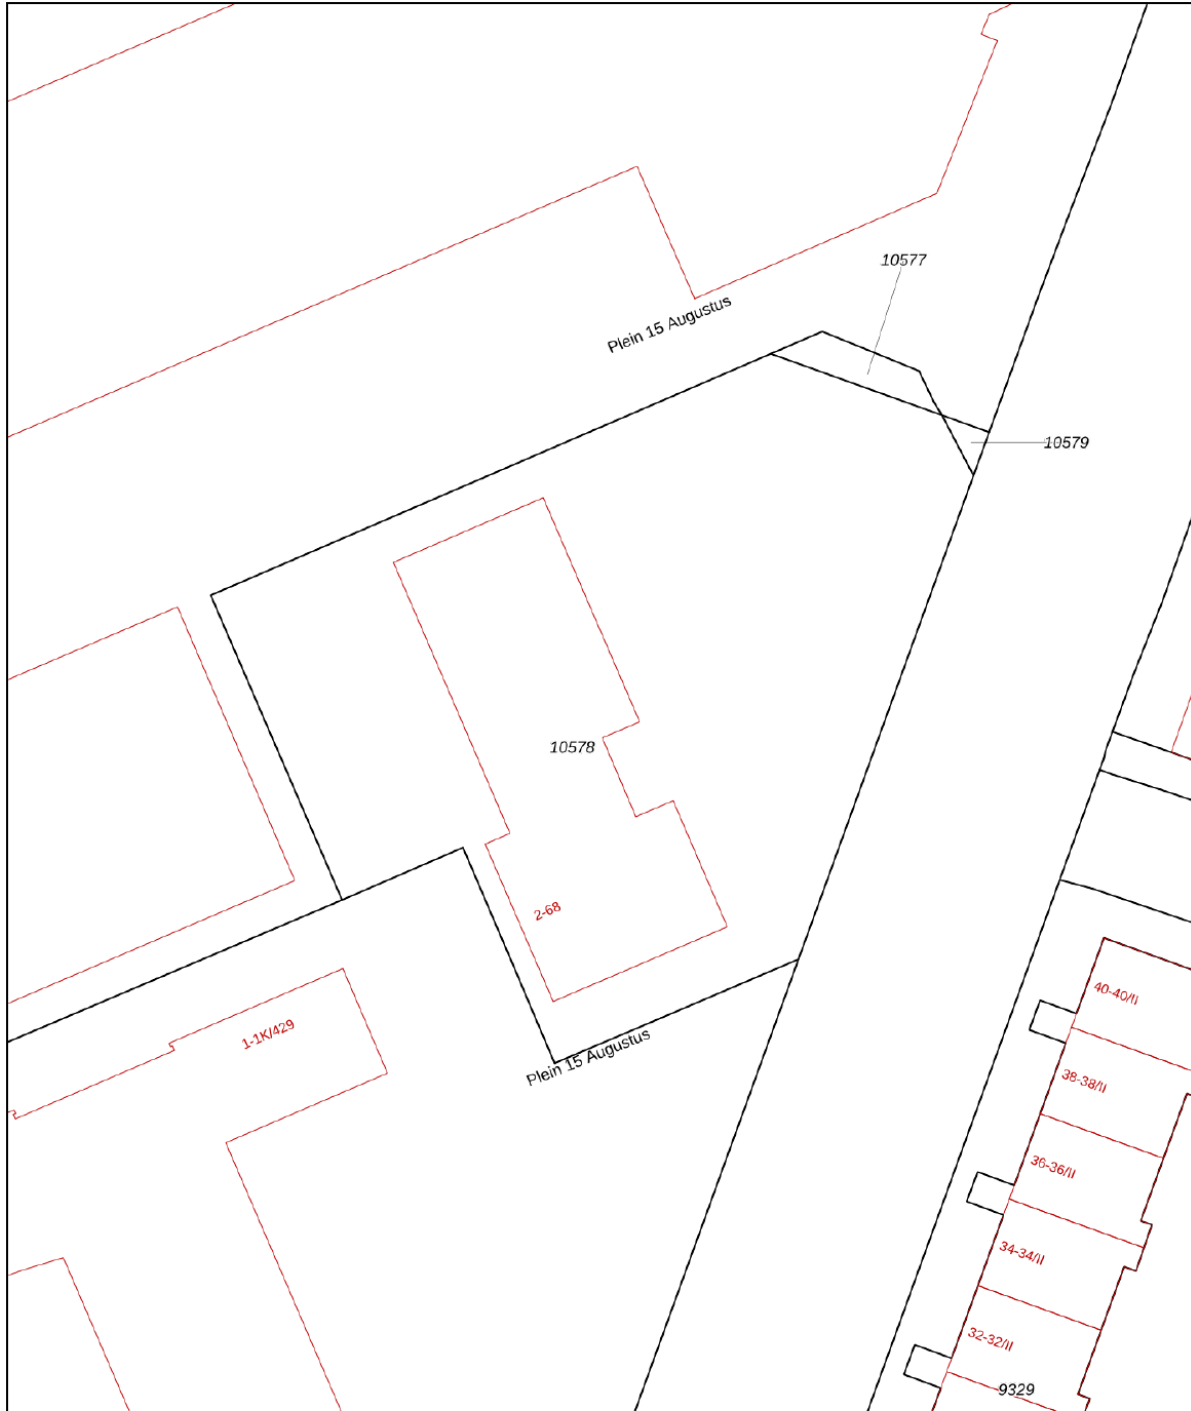 10577
Plein 15 Augustus
10579
10578
2-68
40-40/II
1-1K/429
Plein 15 Augustus
38-38/II
36-36/II
34-34/II
32-32/II
9329